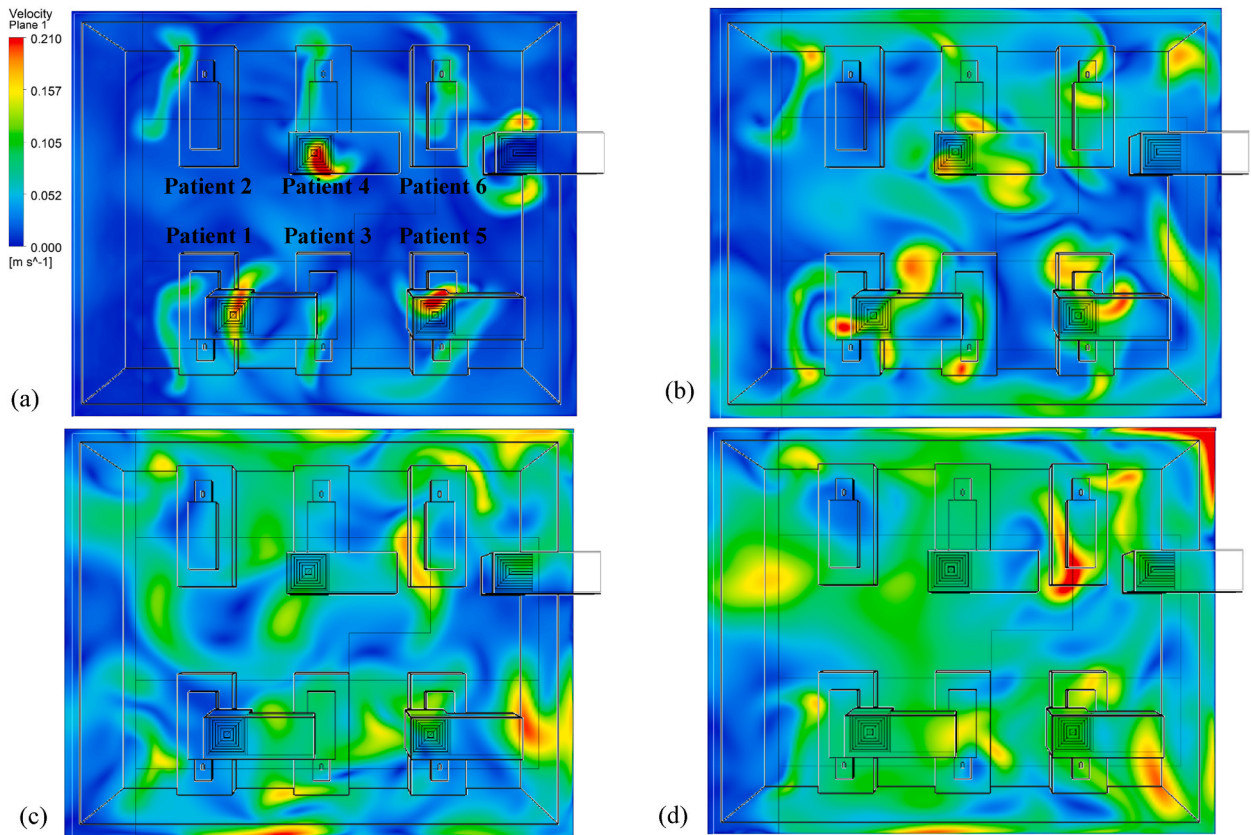 Velocity
Plane 1
0.210
0.157
0.105
0.052
0.000
[m s^-1]
Patient 2 Patient 4 Patient 6
Patient 1 Patient 3 Patient 5
(a)
(b)
(c)
(d)